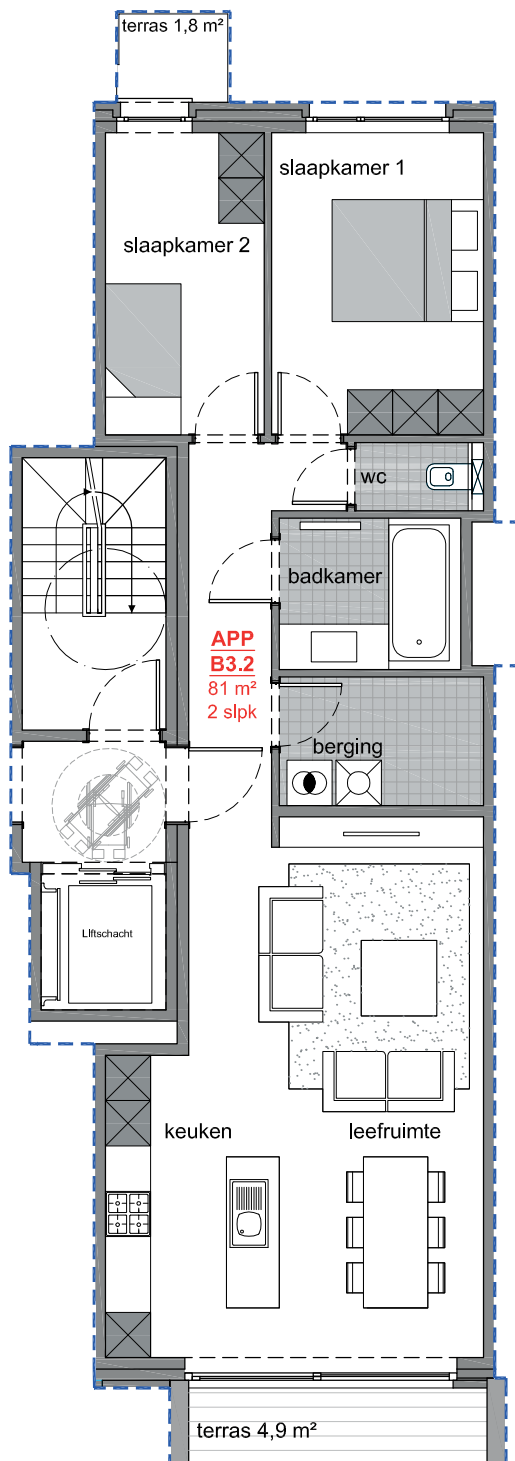 terras 1,8 m²
slaapkamer 1
slaapkamer 2
wc
badkamer
APP
B3.2
81 m²
2 slpk
berging
LIftschacht
keuken
leefruimte
terras 4,9 m²